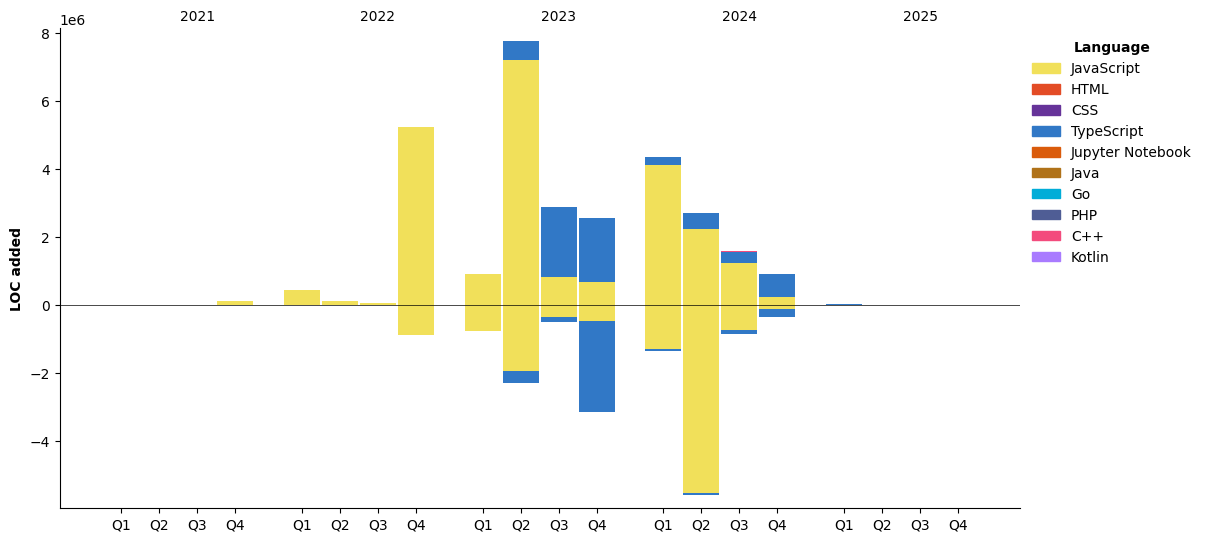 1e6
2021 2022 2023 2024 2025
8
6
4
2
0
−2
−4
LOC added
Q1 Q2 Q3 Q4 Q1 Q2 Q3 Q4 Q1 Q2 Q3 Q4 Q1 Q2 Q3 Q4 Q1 Q2 Q3 Q4
Language
JavaScript
HTML
CSS
TypeScript
Jupyter Notebook
Java
Go
PHP
C++
Kotlin